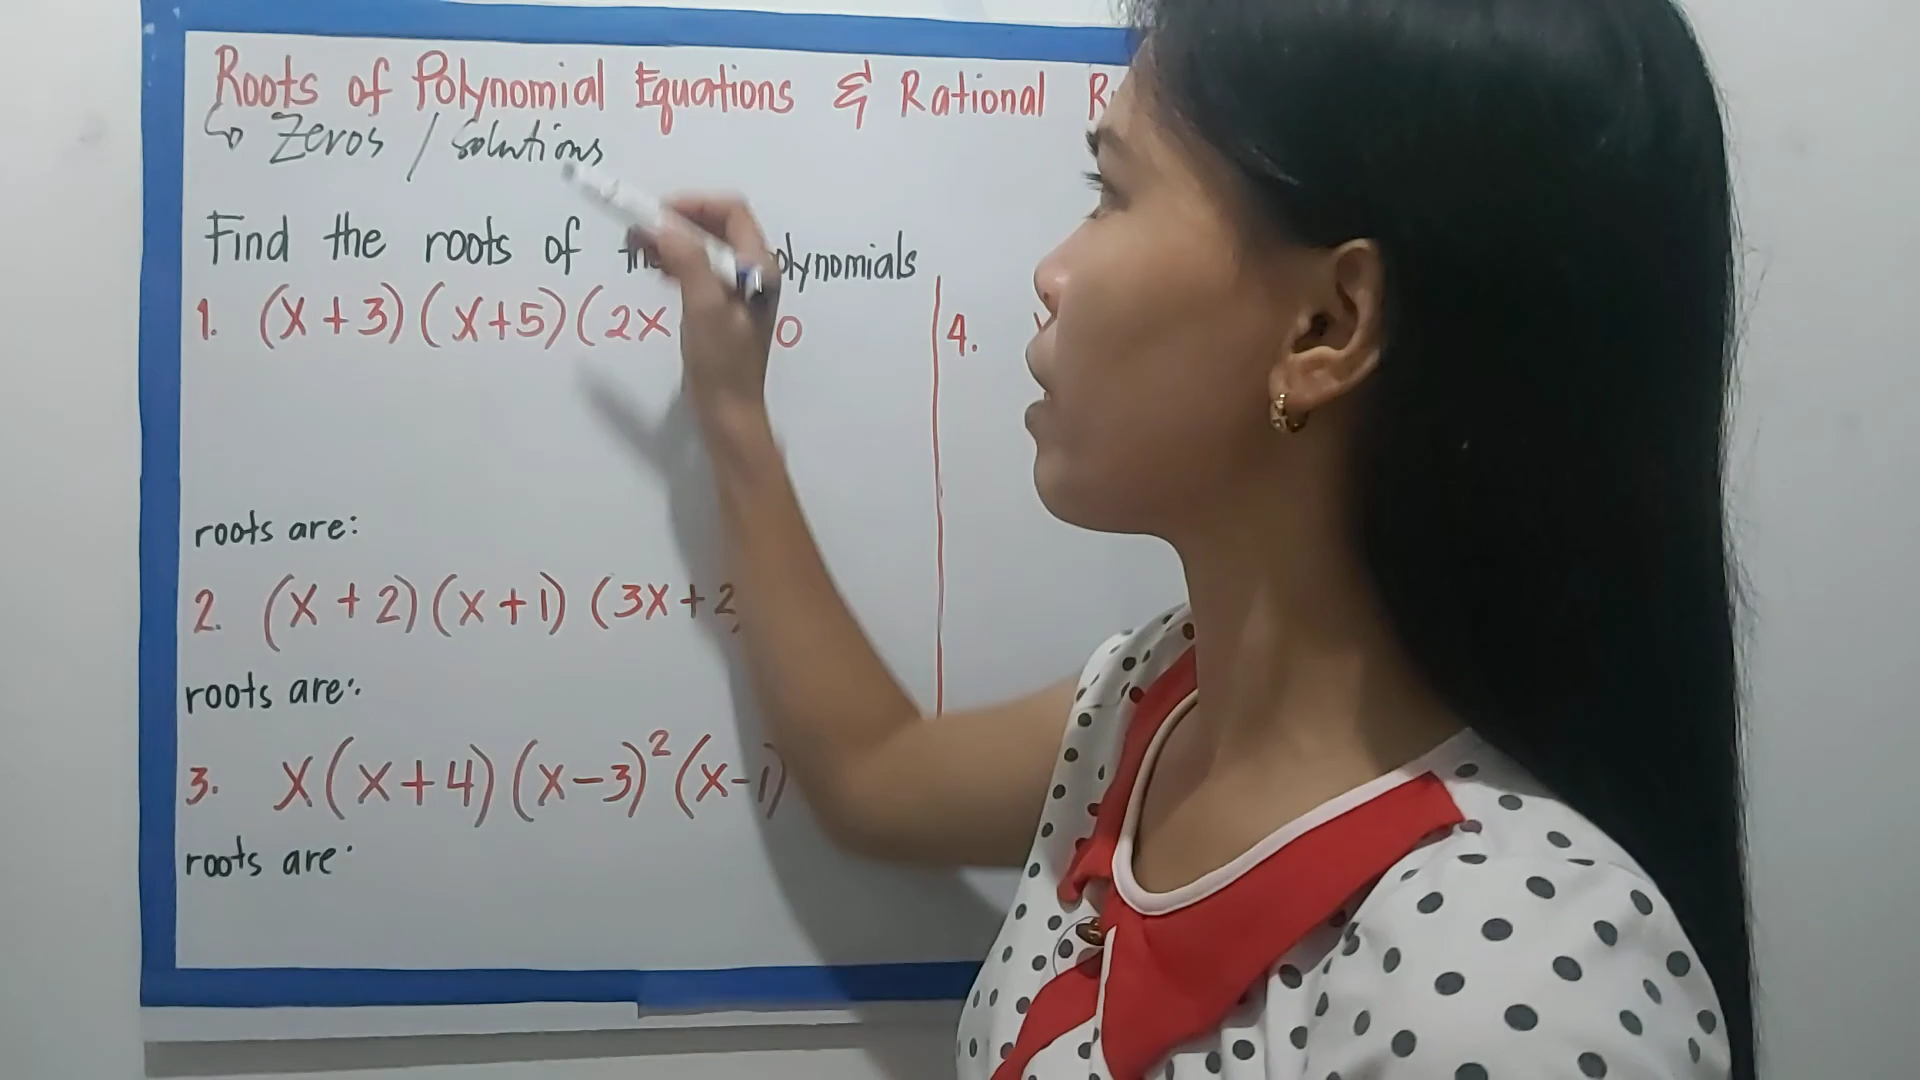 Roots of Polynomial Equations & Rational
↳ Zeros / Solutions
Find the roots of
1. (x + 3) (x+5) (2x 0
roots are:
2. (x + 2) (x + 1) (3x + 2
roots are:
3. x (x + 4) (x - 3)² (x - 1)
roots are:
4.